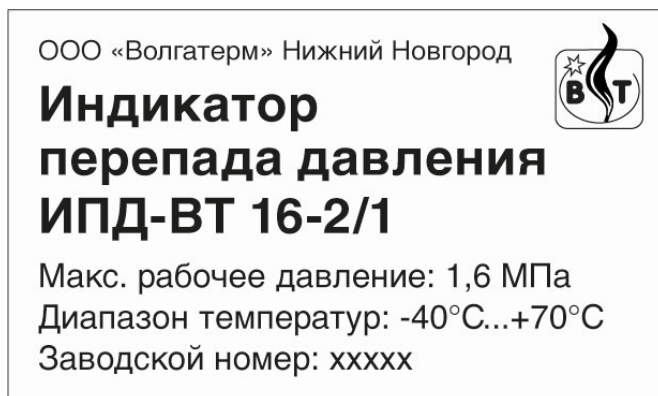 ООО «Волгатерм» Нижний Новгород
ВТ
Индикатор
перепада давления
ИПД-ВТ 16-2/1
Макс. рабочее давление: 1,6 МПа
Диапазон температур: -40°С...+70°С
Заводской номер: ххххх